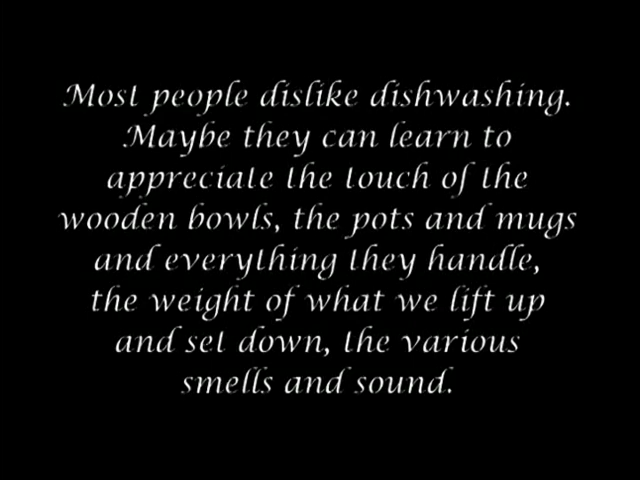 Most people dislike dishwashing.
Maybe they can learn to
appreciate the touch of the
wooden bowls, the pots and mugs
and everything they handle,
the weight of what we lift up
and set down, the various
smells and sound.